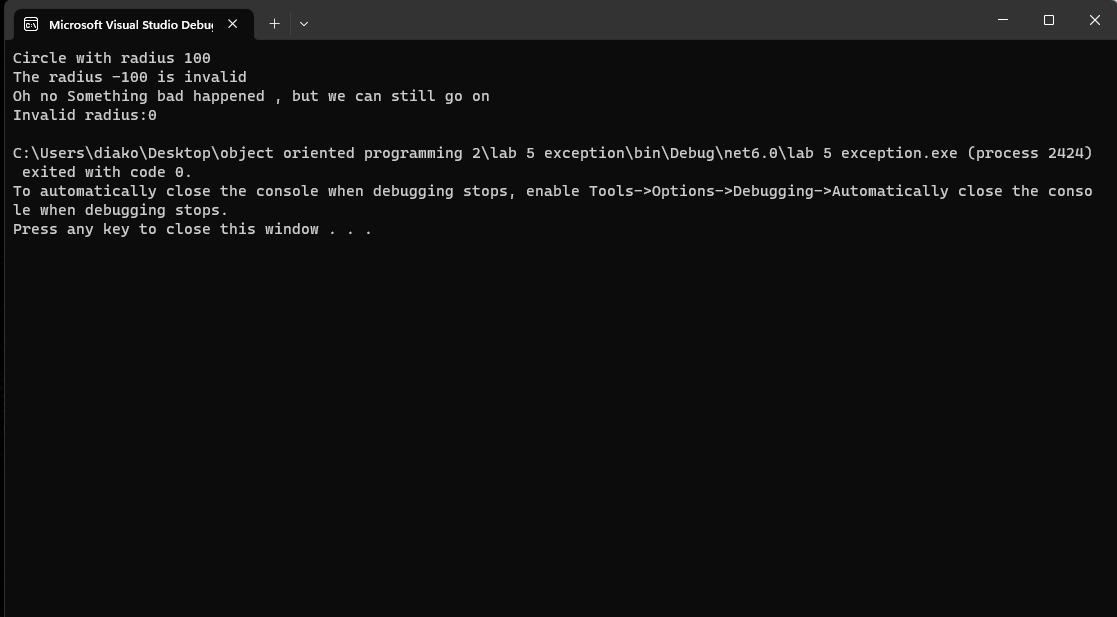 Microsoft Visual Studio Debu
Circle with radius 100
The radius -100 is invalid
Oh no Something bad happened , but we can still go on
Invalid radius:0
C:\Users\diako\Desktop\object oriented programming 2\lab 5 exception\bin\Debug\net6.0\lab 5 exception.exe (process 2424)
 exited with code 0.
To automatically close the console when debugging stops, enable Tools->Options->Debugging->Automatically close the conso
le when debugging stops.
Press any key to close this window . . .